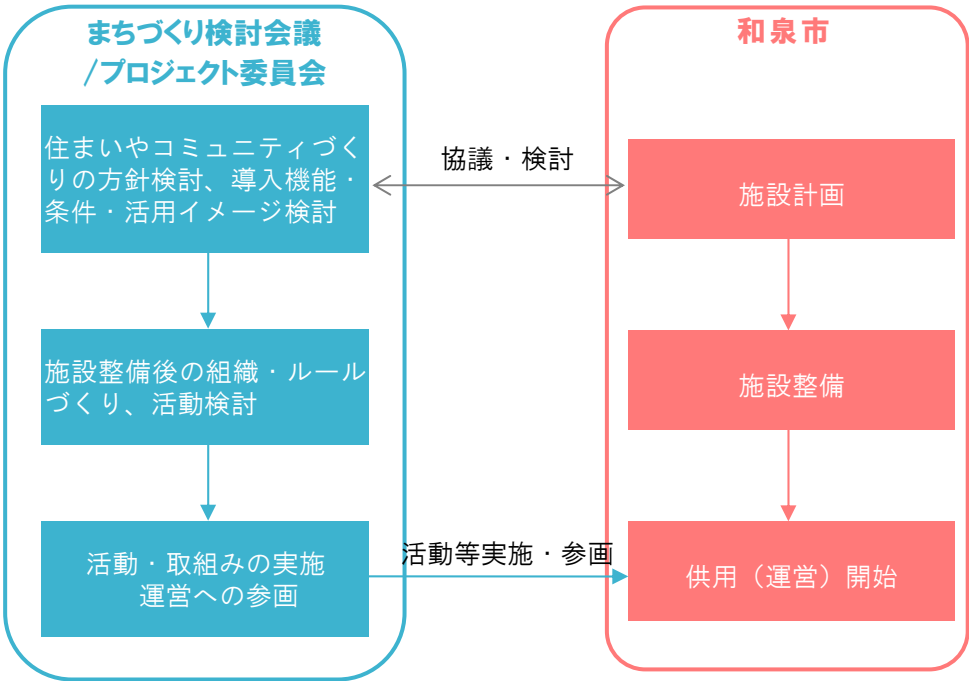 まちづくり検討会議
/プロジェクト委員会
住まいやコミュニティづく
りの方針検討、導入機能・
条件・活用イメージ検討
施設整備後の組織・ルール
づくり、活動検討
活動・取組みの実施
運営への参画
協議・検討
活動等実施・参画
和泉市
施設計画
施設整備
供用（運営）開始